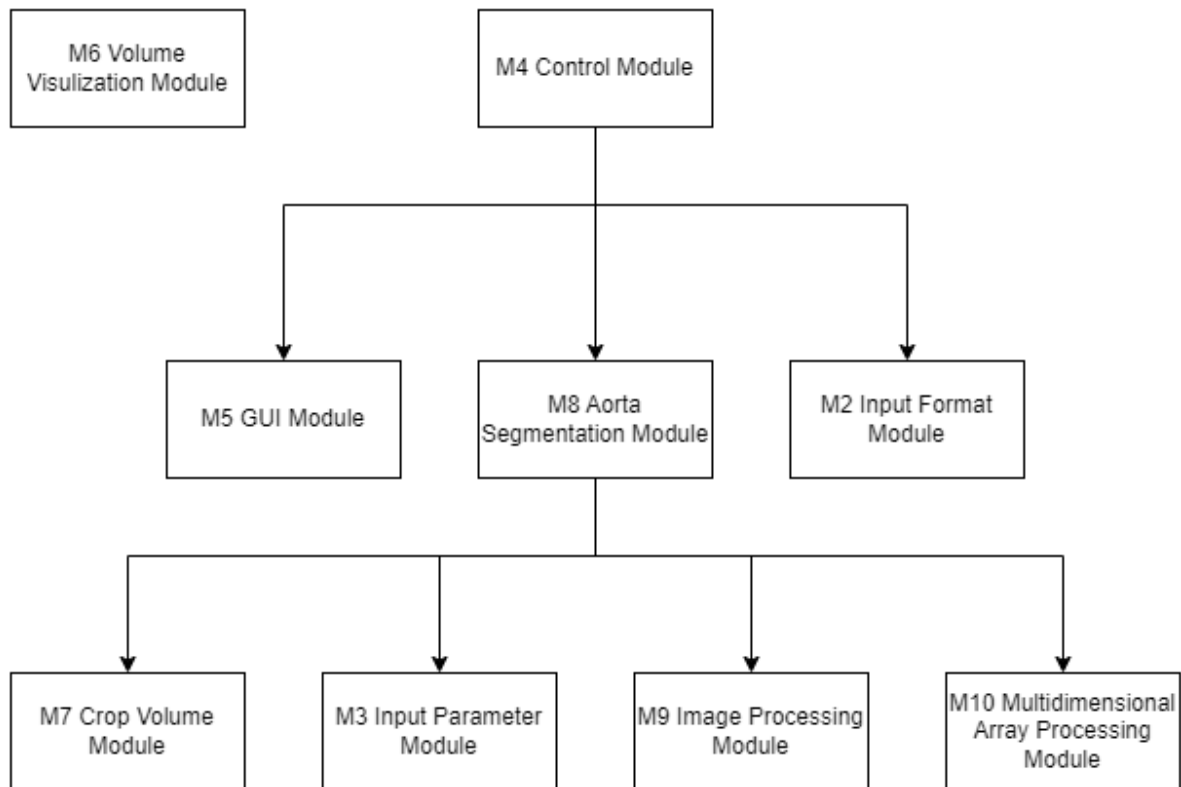 M6 Volume
Visulization Module
M4 Control Module
M5 GUI Module
M8 Aorta
Segmentation Module
M2 Input Format
Module
M7 Crop Volume
Module
M3 Input Parameter
Module
M9 Image Processing
Module
M10 Multidimensional
Array Processing
Module